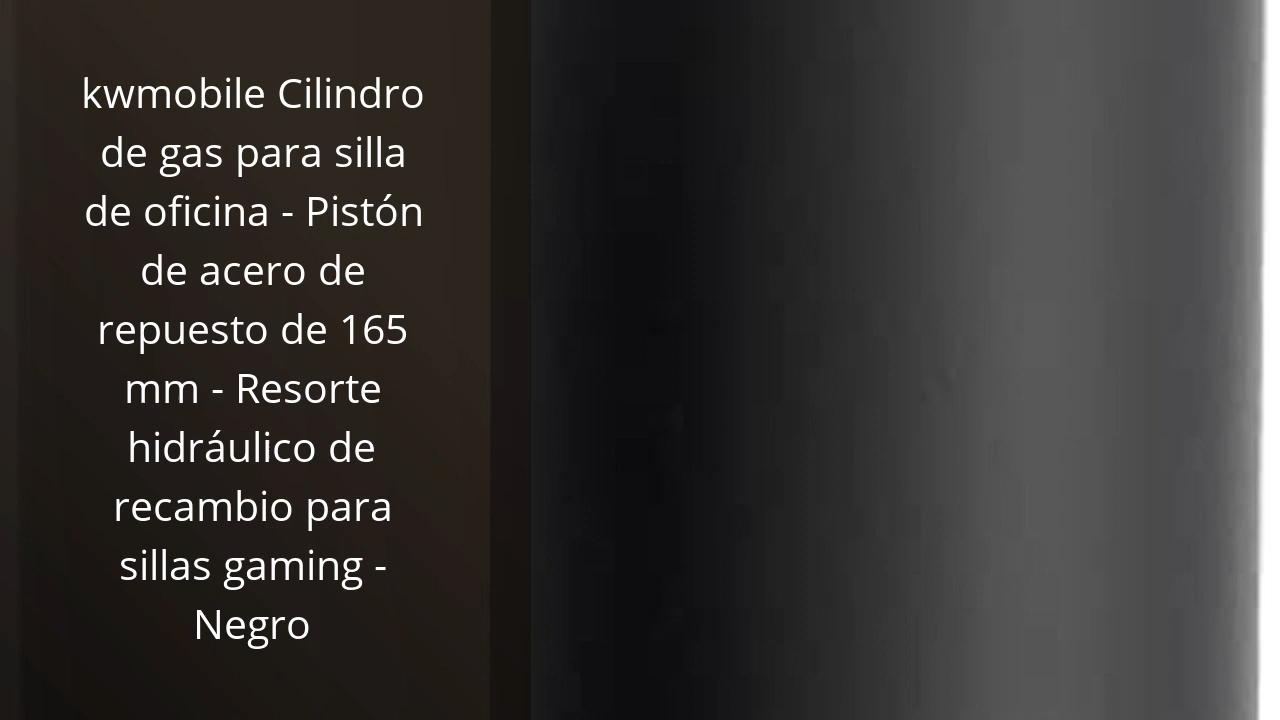 kwmobile Cilindro
de gas para silla
de oficina - Pistón
de acero de
repuesto de 165
mm - Resorte
hidráulico de
recambio para
sillas gaming -
Negro